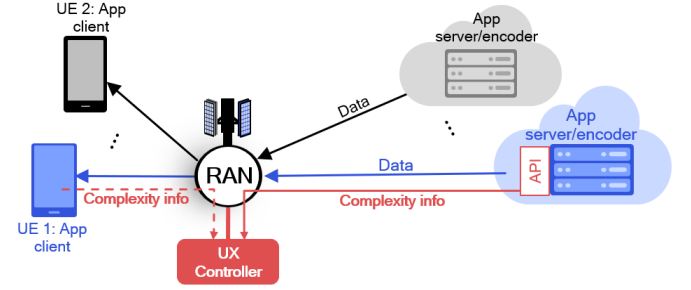 UE 2: App
client
App
server/encoder
Data
App
server/encoder
RAN
Data
API
Complexity info
Complexity info
UE 1: App
client
UX
Controller